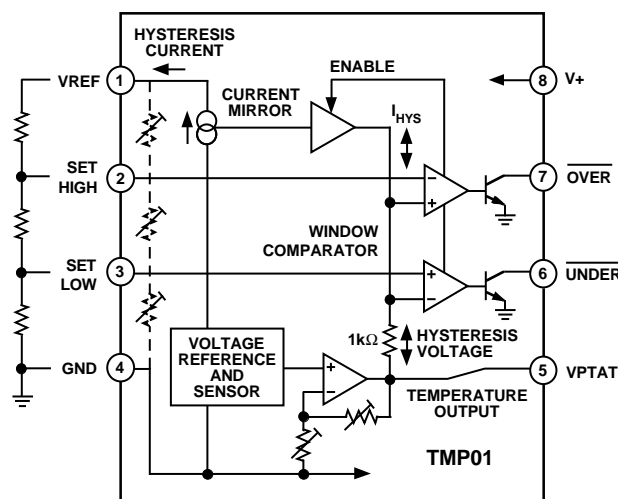 HYSTERESIS
CURRENT
VREF
1
CURRENT
MIRROR
ENABLE
IHYS
8
V+
SET
HIGH
2
−
+
7
OVER
WINDOW
COMPARATOR
SET
LOW
3
+
−
6
UNDER
1kΩ
HYSTERESIS
VOLTAGE
GND
4
VOLTAGE
REFERENCE
AND
SENSOR
+
−
5
VPTAT
TEMPERATURE
OUTPUT
TMP01